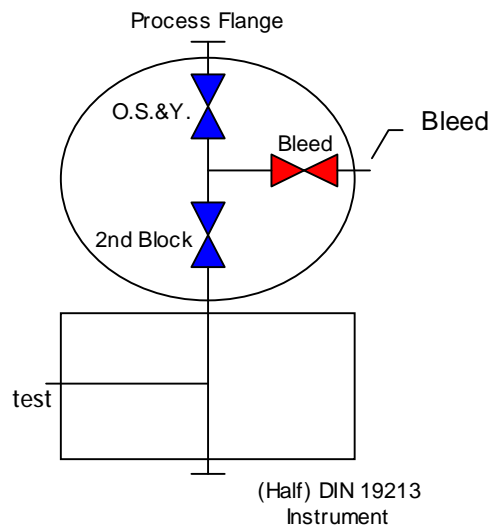 Process Flange
O.S.&Y.
Bleed
Bleed
2nd Block
test
(Half) DIN 19213
Instrument